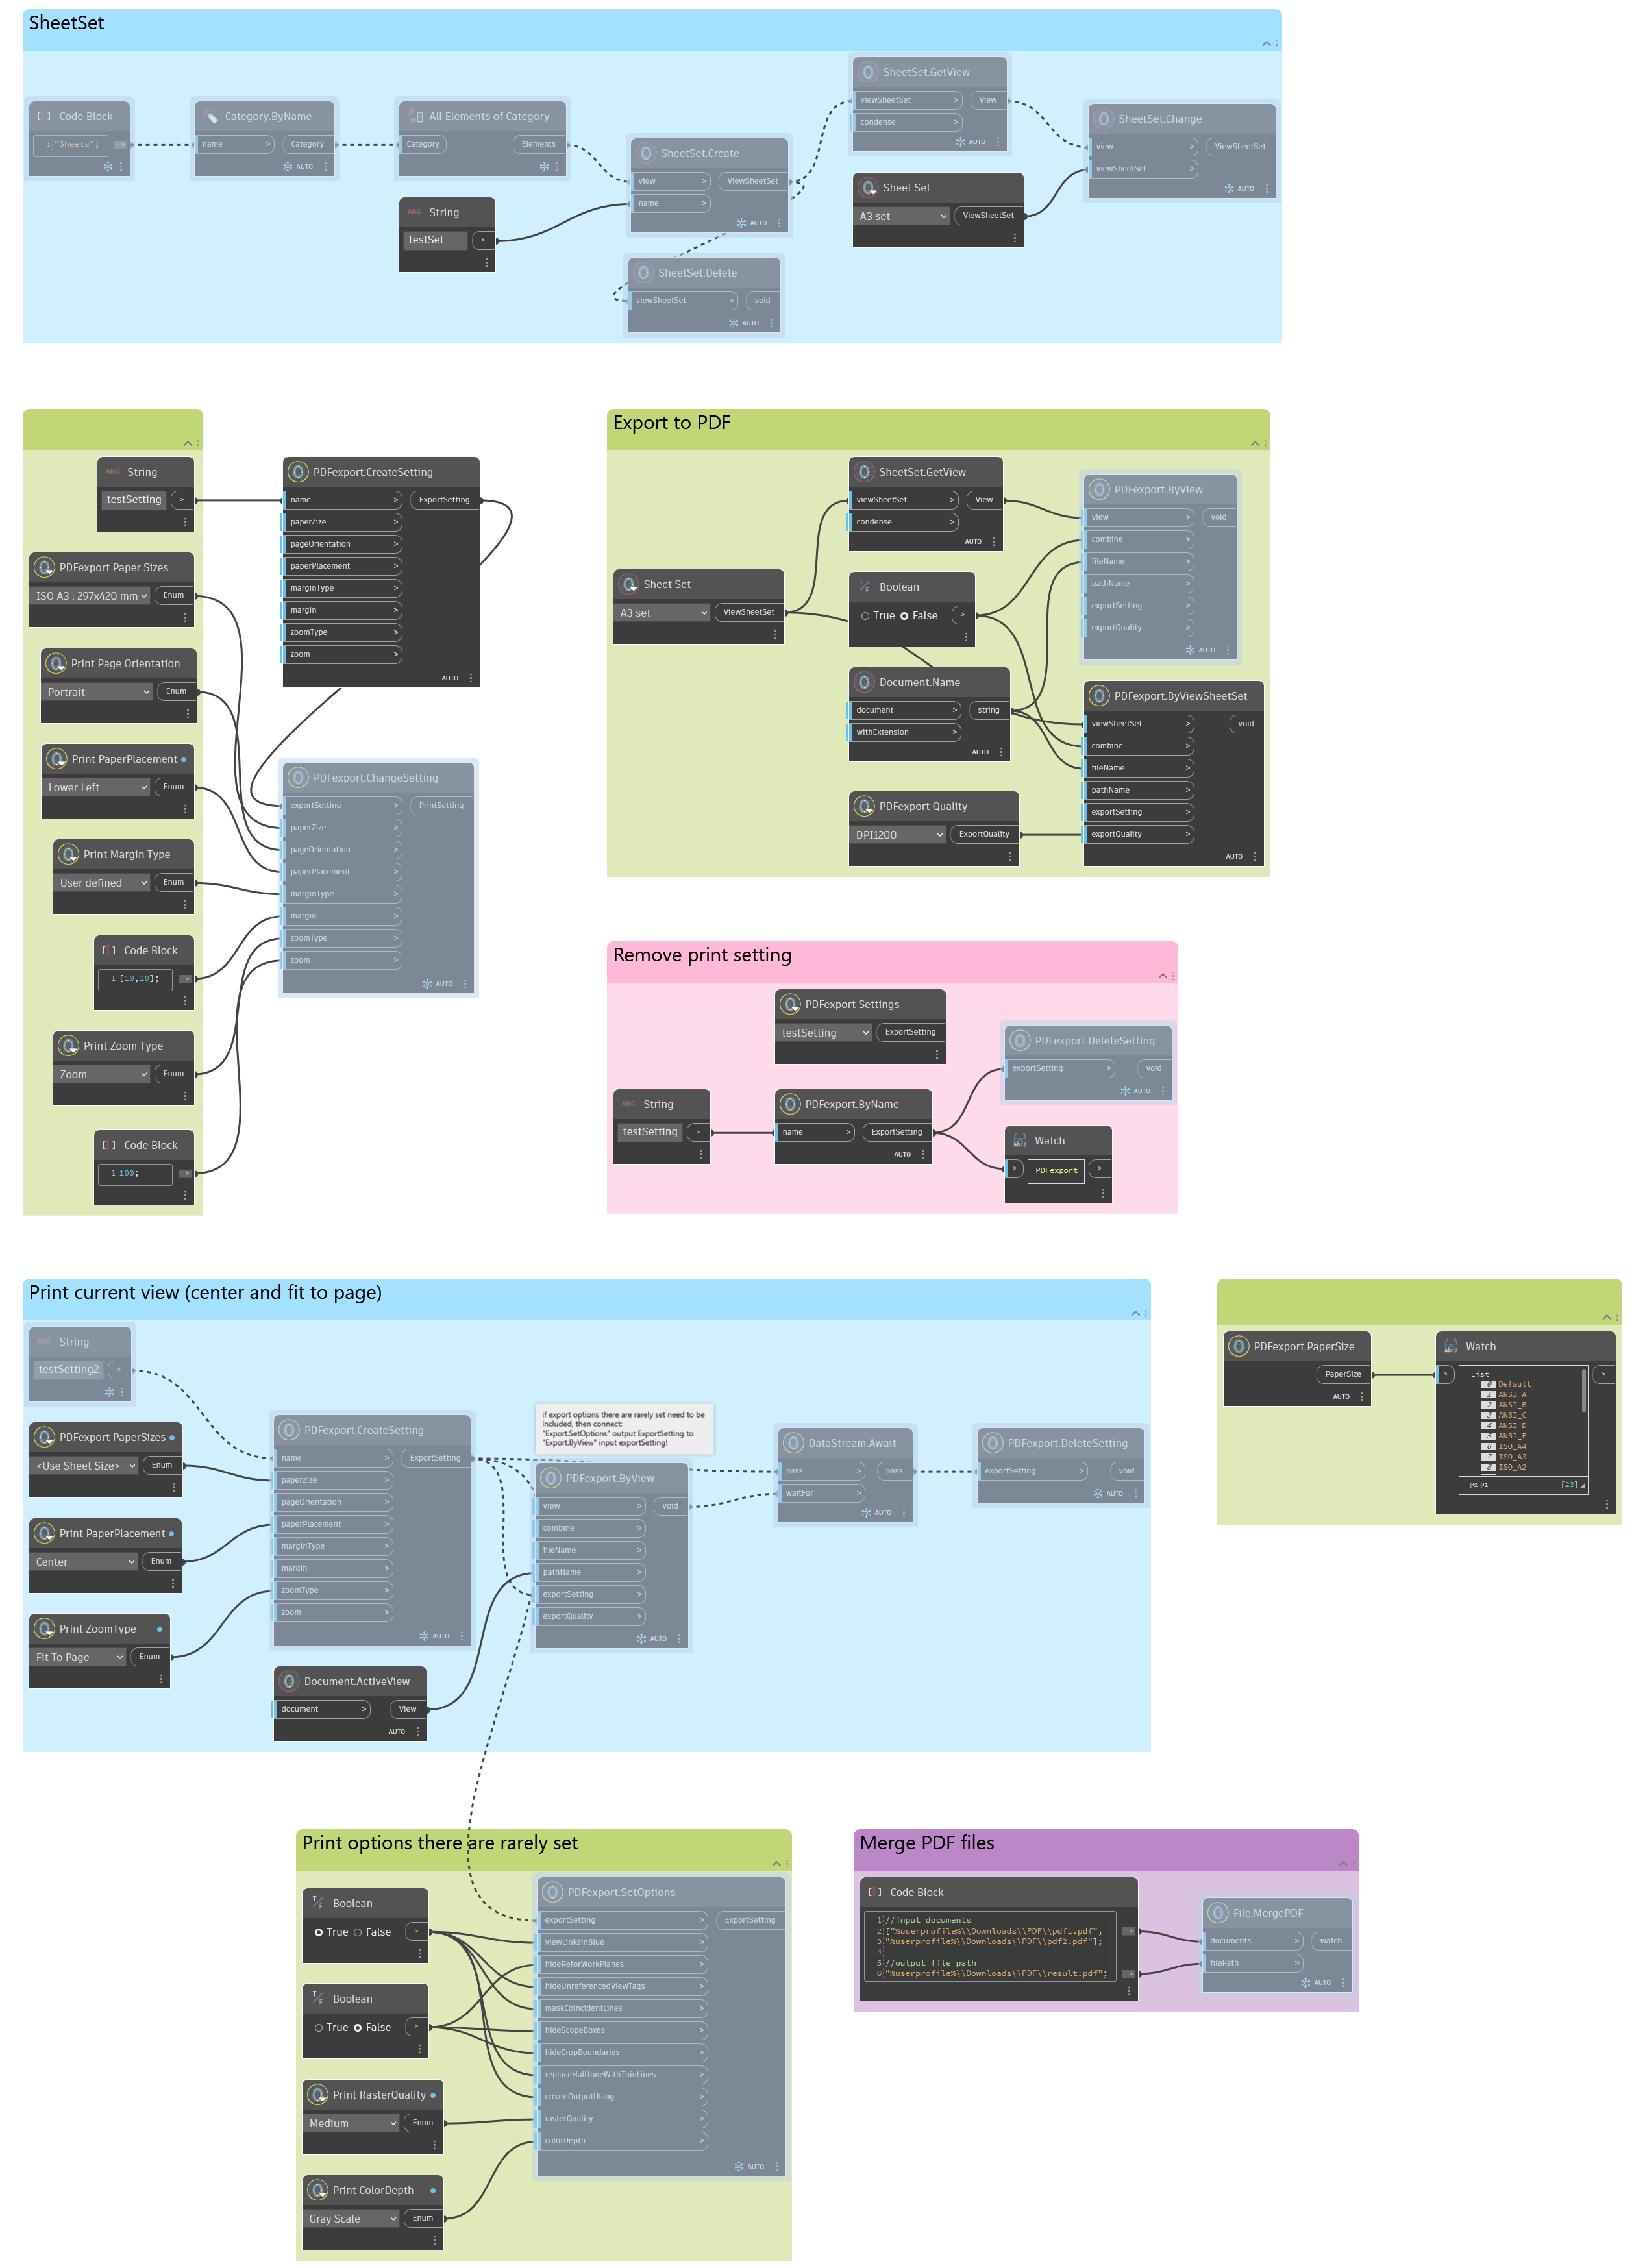 SheetSet
Code Block
1 "Sheets"; >
Category.ByName
name > Category
AUTO
All Elements of Category
Category Elements
String
testSet >
SheetSet.Create
view > ViewSheetSet
name >
AUTO
SheetSet.Delete
viewSheetSet > void
AUTO
SheetSet.GetView
viewSheetSet > View
condense >
AUTO
Sheet Set
A3 set ViewSheetSet
SheetSet.Change
view > ViewSheetSet
viewSheetSet >
AUTO
String
testSetting >
PDFexport Paper Sizes
ISO A3 : 297x420 mm Enum
Print Page Orientation
Portrait Enum
Print PaperPlacement
Lower Left Enum
Print Margin Type
User defined Enum
Code Block
1 [10,10]; >
Print Zoom Type
Zoom Enum
Code Block
1 100; >
PDFexport.CreateSetting
name > ExportSetting
paperZize >
pageOrientation >
paperPlacement >
marginType >
margin >
zoomType >
zoom >
AUTO
PDFexport.ChangeSetting
exportSetting > PrintSetting
paperZize >
pageOrientation >
paperPlacement >
marginType >
margin >
zoomType >
zoom >
AUTO
Export to PDF
Sheet Set
A3 set ViewSheetSet
SheetSet.GetView
viewSheetSet > View
condense >
AUTO
Boolean
True False >
Document.Name
document > string
withExtension >
AUTO
PDFexport Quality
DPI1200 ExportQuality
PDFexport.ByView
view > void
combine >
fileName >
pathName >
exportSetting >
exportQuality >
AUTO
PDFexport.ByViewSheetSet
viewSheetSet > void
combine >
fileName >
pathName >
exportSetting >
exportQuality >
AUTO
Remove print setting
PDFexport Settings
testSetting ExportSetting
String
testSetting >
PDFexport.ByName
name > ExportSetting
AUTO
PDFexport.DeleteSetting
exportSetting > void
AUTO
Watch
> PDFexport >
Print current view (center and fit to page)
String
testSetting2 >
PDFexport PaperSizes
<Use Sheet Size> Enum
Print PaperPlacement
Center Enum
Print ZoomType
Fit To Page Enum
PDFexport.CreateSetting
name > ExportSetting
paperZize >
pageOrientation >
paperPlacement >
marginType >
margin >
zoomType >
zoom >
AUTO
Document.ActiveView
document > View
AUTO
if export options there are rarely set need to be
included, then connect:
"Export.SetOptions" output ExportSetting to
"Export.ByView" input exportSetting!
PDFexport.ByView
view > void
combine >
fileName >
pathName >
exportSetting >
exportQuality >
AUTO
DataStream.Await
pass > pass
waitFor >
AUTO
PDFexport.DeleteSetting
exportSetting > void
AUTO
PDFexport.PaperSize
PaperSize
AUTO
Watch
> List >
0 Default
1 ANSI_A
2 ANSI_B
3 ANSI_C
4 ANSI_D
5 ANSI_E
6 ISO_A4
7 ISO_A3
8 ISO_A2
@2 @1 {23}
Print options there are rarely set
Boolean
True False >
Boolean
True False >
Print RasterQuality
Medium Enum
Print ColorDepth
Gray Scale Enum
PDFexport.SetOptions
exportSetting > ExportSetting
viewLinksinBlue >
hideReforWorkPlanes >
hideUnreferencedViewTags >
maskCoincidentLines >
hideScopeBoxes >
hideCropBoundaries >
replaceHalftoneWithThinLines >
createOutputUsing >
rasterQuality >
colorDepth >
AUTO
Merge PDF files
Code Block
1 //input documents
2 ["%userprofile%\\Downloads\\PDF\\pdf1.pdf", >
3 "%userprofile%\\Downloads\\PDF\\pdf2.pdf"];
4
5 //output file path
6 "%userprofile%\\Downloads\\PDF\\result.pdf"; >
File.MergePDF
documents > watch
filePath >
AUTO